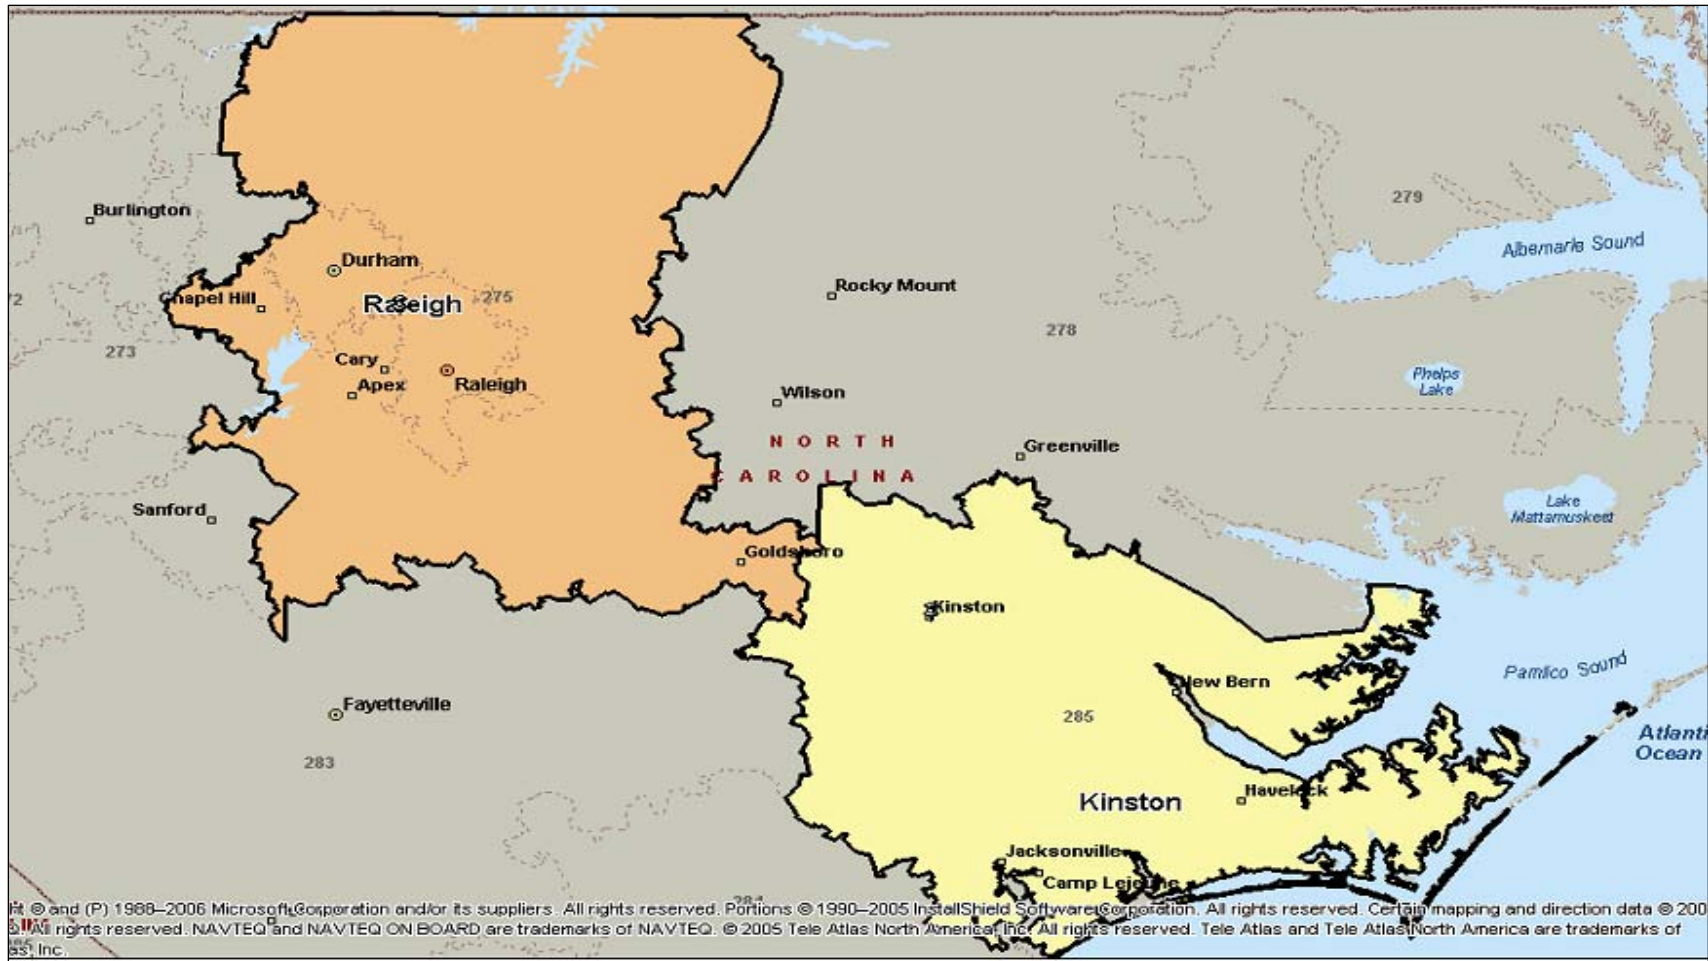 279
Burlington
Albemarle Sound
Durham
Chapel Hill
Raleigh
275
Rocky Mount
278
273
Cary
Apex
Raleigh
Phelps
Lake
Wilson
NORTH
CAROLINA
Greenville
Sanford
Lake
Mattamuskeet
Goldsboro
Kinston
Pamlico Sound
New Bern
Fayetteville
285
Atlanti
Ocean
283
Havelock
Kinston
Jacksonville
Camp Lejeune
284
ht © and (P) 1988–2006 Microsoft Corporation and/or its suppliers. All rights reserved. Portions © 1990–2005 InstallShield Software Corporation. All rights reserved. Certain mapping and direction data © 200
Q. All rights reserved. NAVTEQ and NAVTEQ ON BOARD are trademarks of NAVTEQ. © 2005 Tele Atlas North America, Inc. All rights reserved. Tele Atlas and Tele Atlas North America are trademarks of
as, Inc.